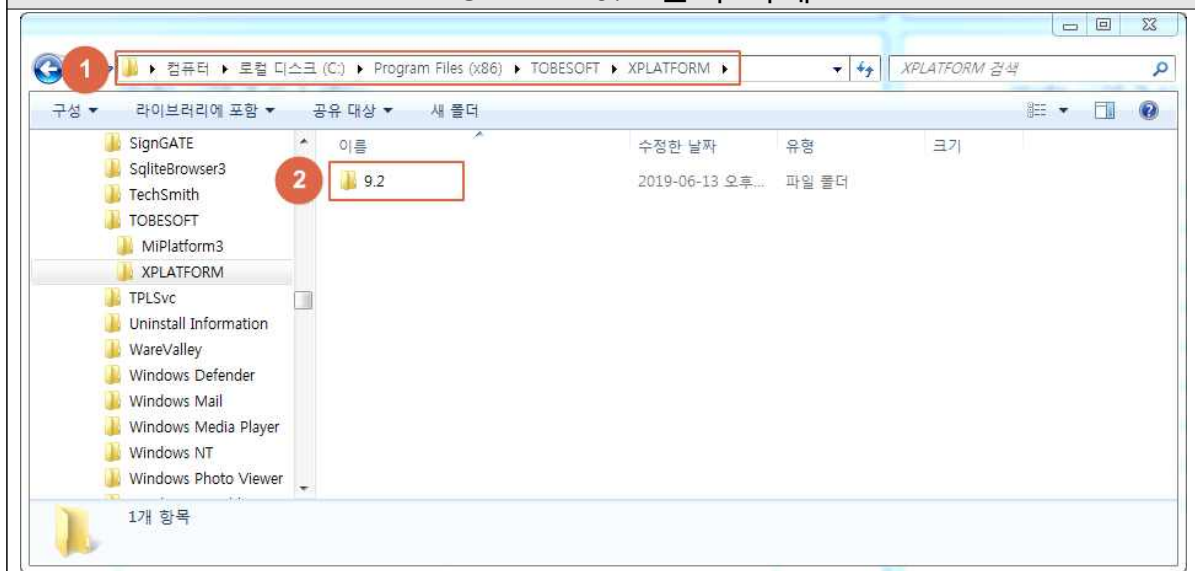 1 컴퓨터 ▸ 로컬 디스크 (C:) ▸ Program Files (x86) ▸ TOBESOFT ▸ XPLATFORM ▸
XPLATFORM 검색
구성 ▾ 라이브러리에 포함 ▾ 공유 대상 ▾ 새 폴더
SignGATE
SqliteBrowser3
TechSmith
TOBESOFT
MiPlatform3
XPLATFORM
TPLSvc
Uninstall Information
WareValley
Windows Defender
Windows Mail
Windows Media Player
Windows NT
Windows Photo Viewer
이름 수정한 날짜 유형 크기
2 9.2 2019-06-13 오후... 파일 폴더
1개 항목